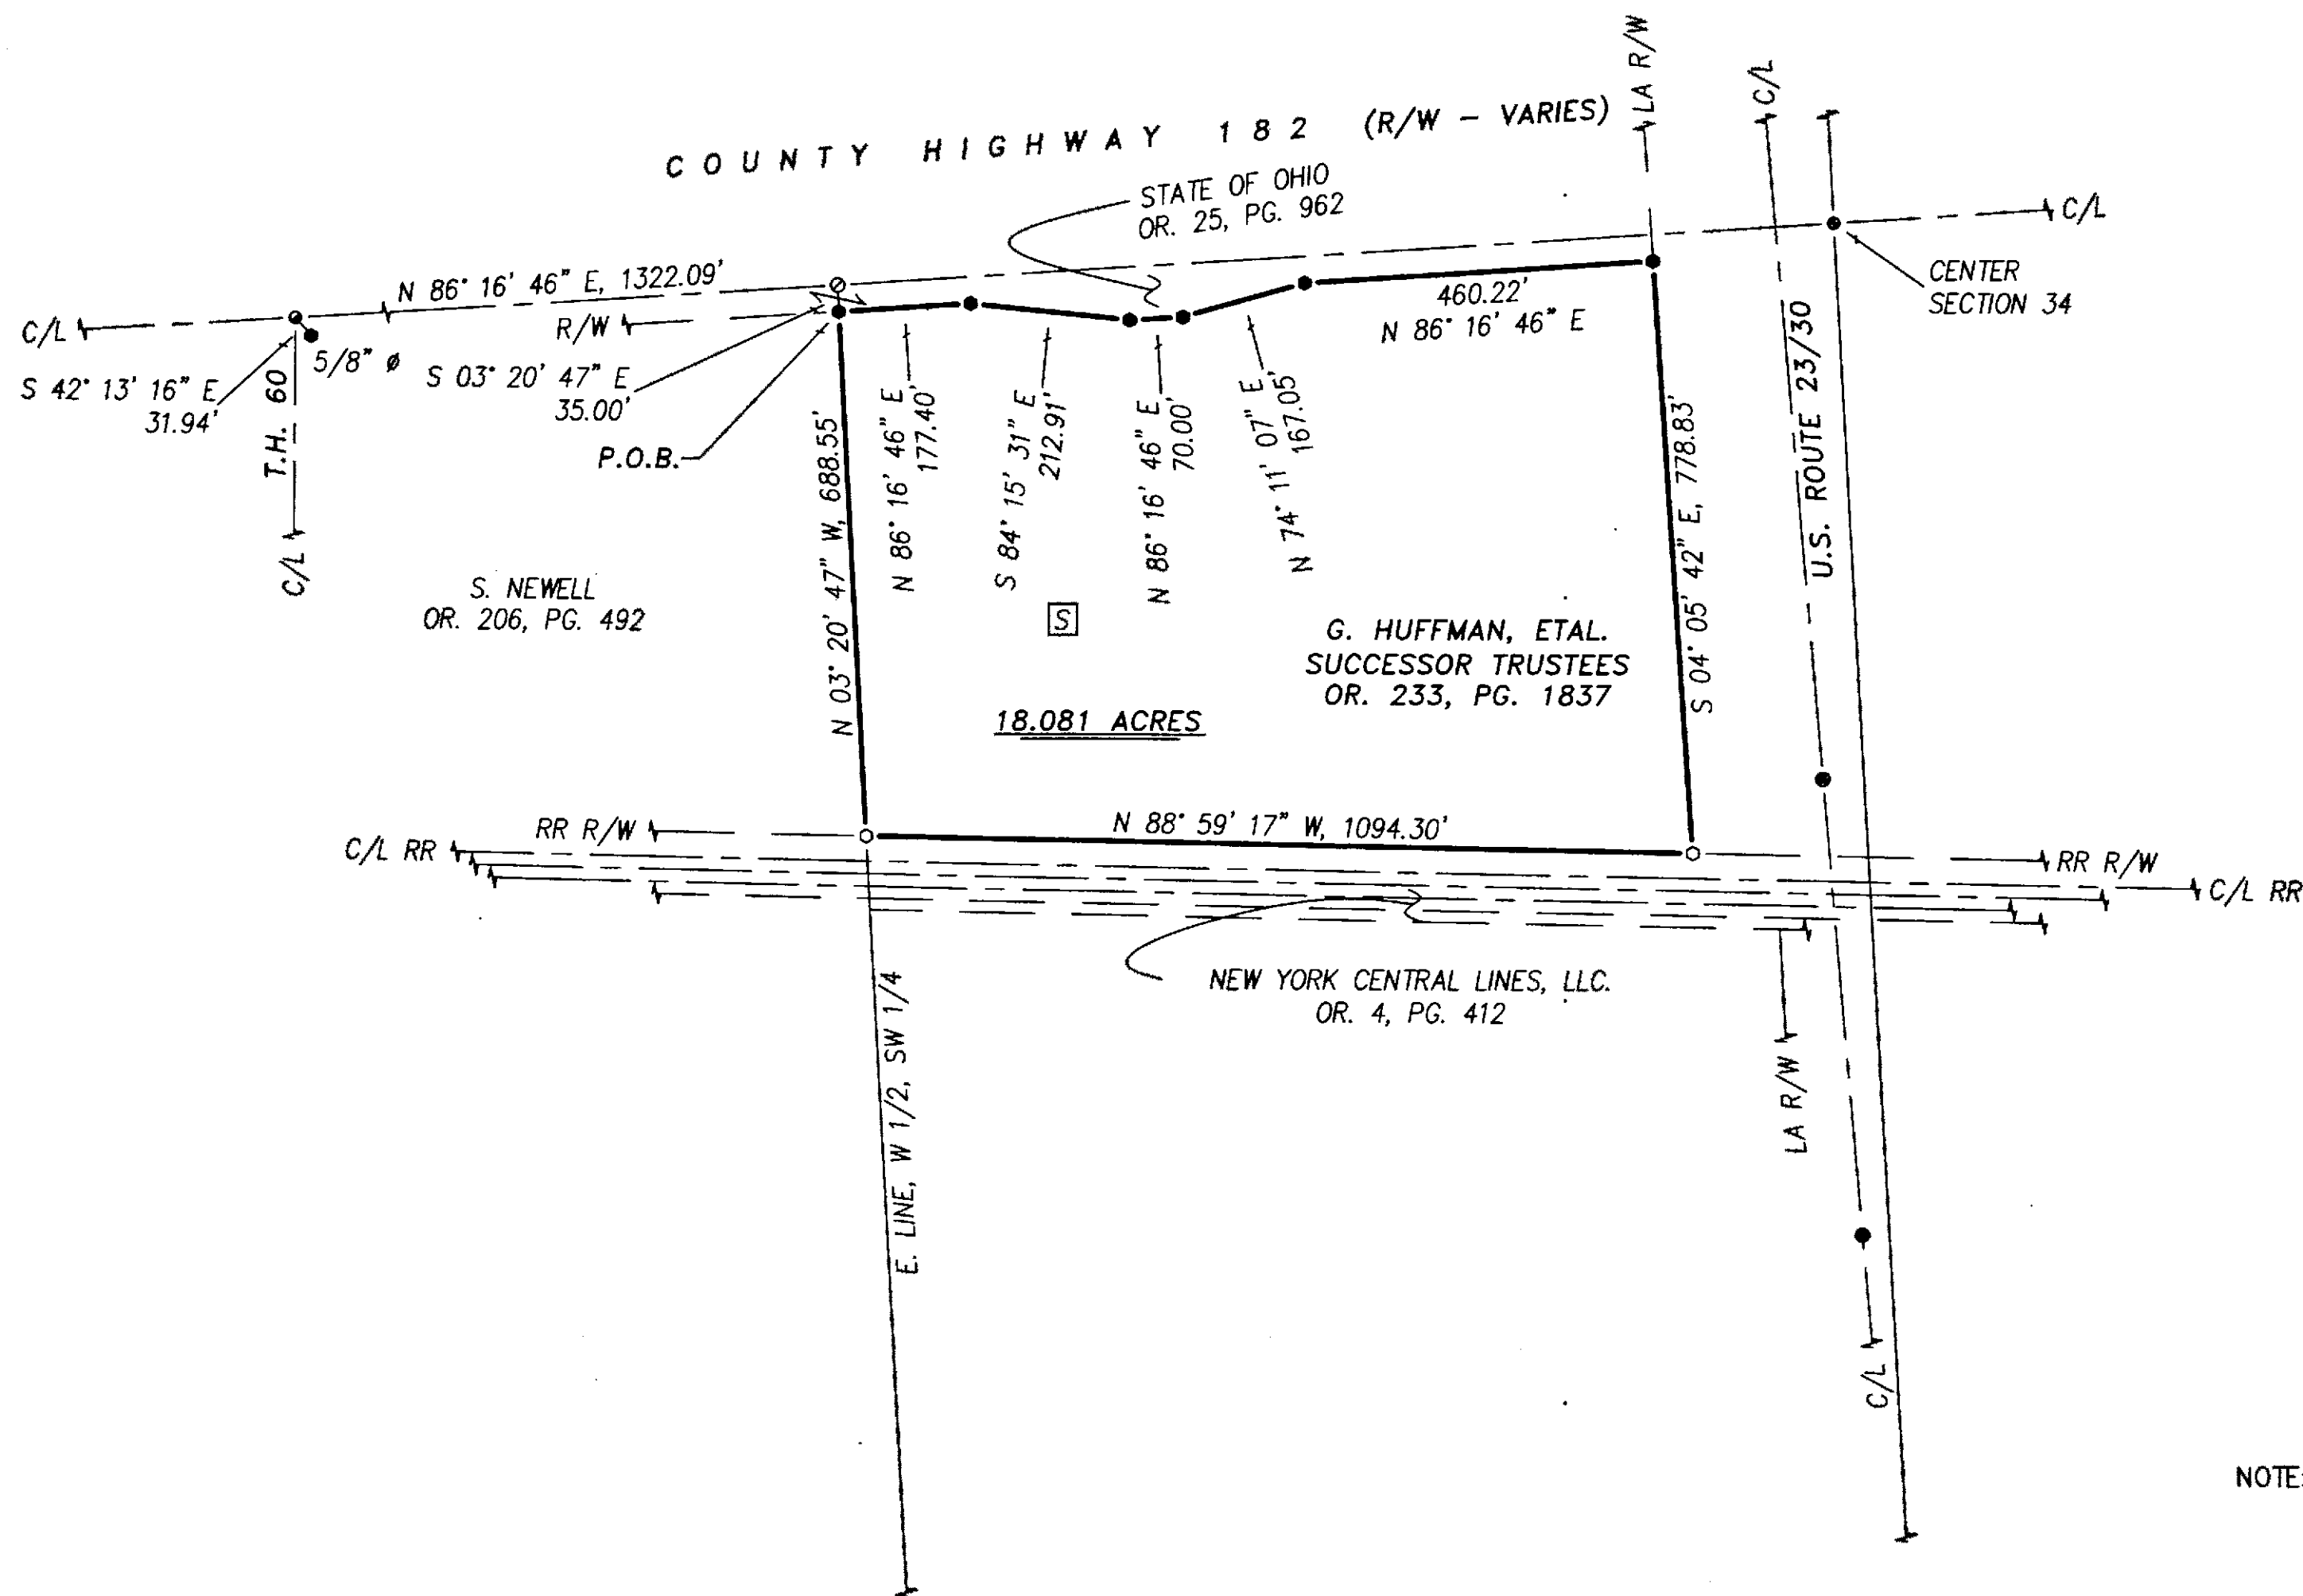 COUNTY HIGHWAY 182 (R/W - VARIES)
LA R/W
C/L
STATE OF OHIO
OR. 25, PG. 962
C/L
CENTER
SECTION 34
N 86° 16' 46" E, 1322.09'
C/L
R/W
5/8" ø
S 42° 13' 16" E
31.94'
S 03° 20' 47" E
35.00'
P.O.B.
T.H. 60
C/L
460.22'
N 86° 16' 46" E
N 86° 16' 46" E
177.40'
S 84° 15' 31" E
212.91'
N 86° 16' 46" E
70.00'
N 74° 11' 07" E
167.05'
N 03° 20' 47" W, 688.55'
S 04° 05' 42" E, 778.83'
U.S. ROUTE 23/30
S. NEWELL
OR. 206, PG. 492
S
G. HUFFMAN, ETAL.
SUCCESSOR TRUSTEES
OR. 233, PG. 1837
18.081 ACRES
RR R/W
N 88° 59' 17" W, 1094.30'
C/L RR
RR R/W
C/L RR
NEW YORK CENTRAL LINES, LLC.
OR. 4, PG. 412
E. LINE, W 1/2, SW 1/4
LA R/W
C/L
NOTE: